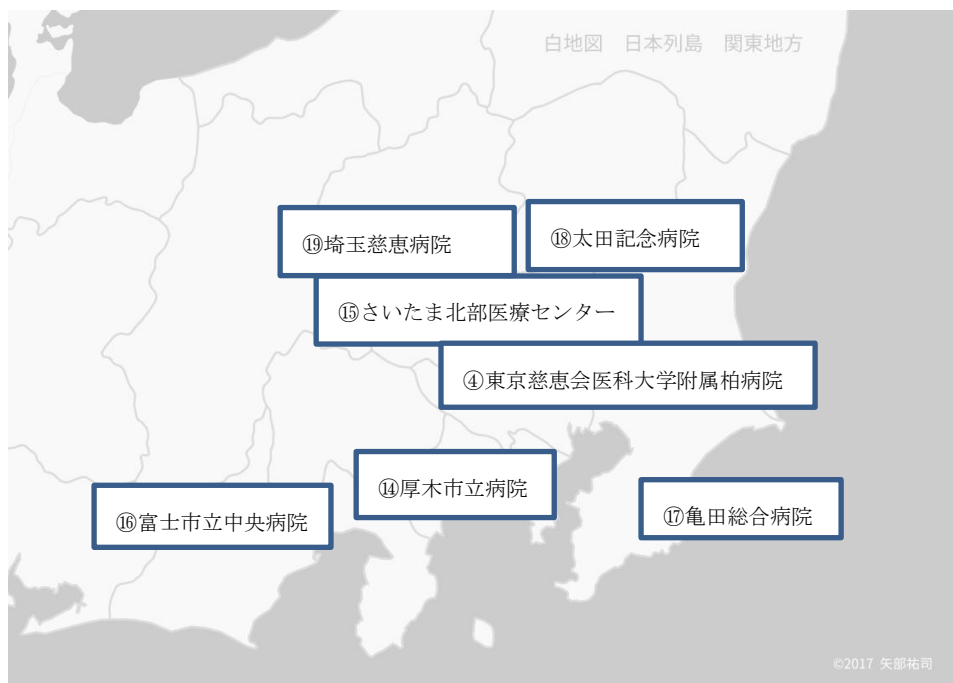 白地図 日本列島 関東地方
⑲埼玉慈恵病院
⑱太田記念病院
⑮さいたま北部医療センター
④東京慈恵会医科大学附属柏病院
⑭厚木市立病院
⑯富士市立中央病院
⑰亀田総合病院
©2017 矢部祐司